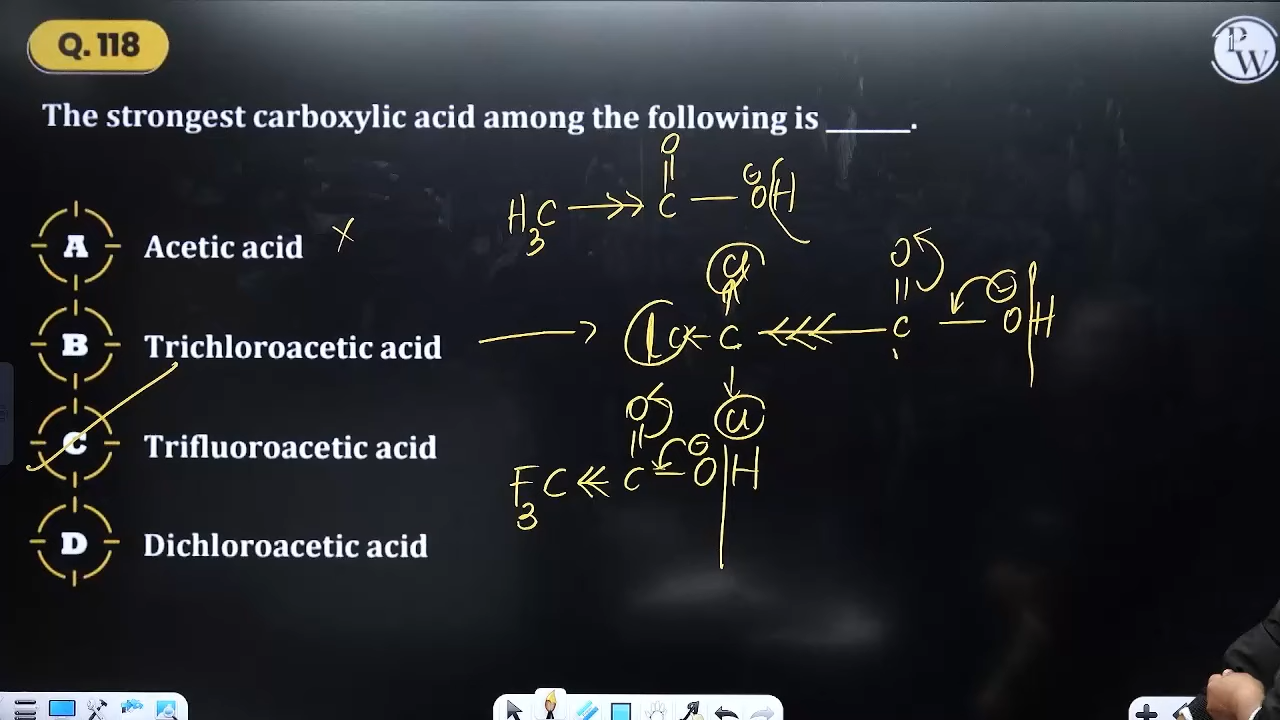 Q. 118
PW
The strongest carboxylic acid among the following is ______.
A Acetic acid x
B Trichloroacetic acid
C Trifluoroacetic acid
D Dichloroacetic acid
O
H3C C OH
Cl O
Cl C C OH
Cl
O
F3C C O H